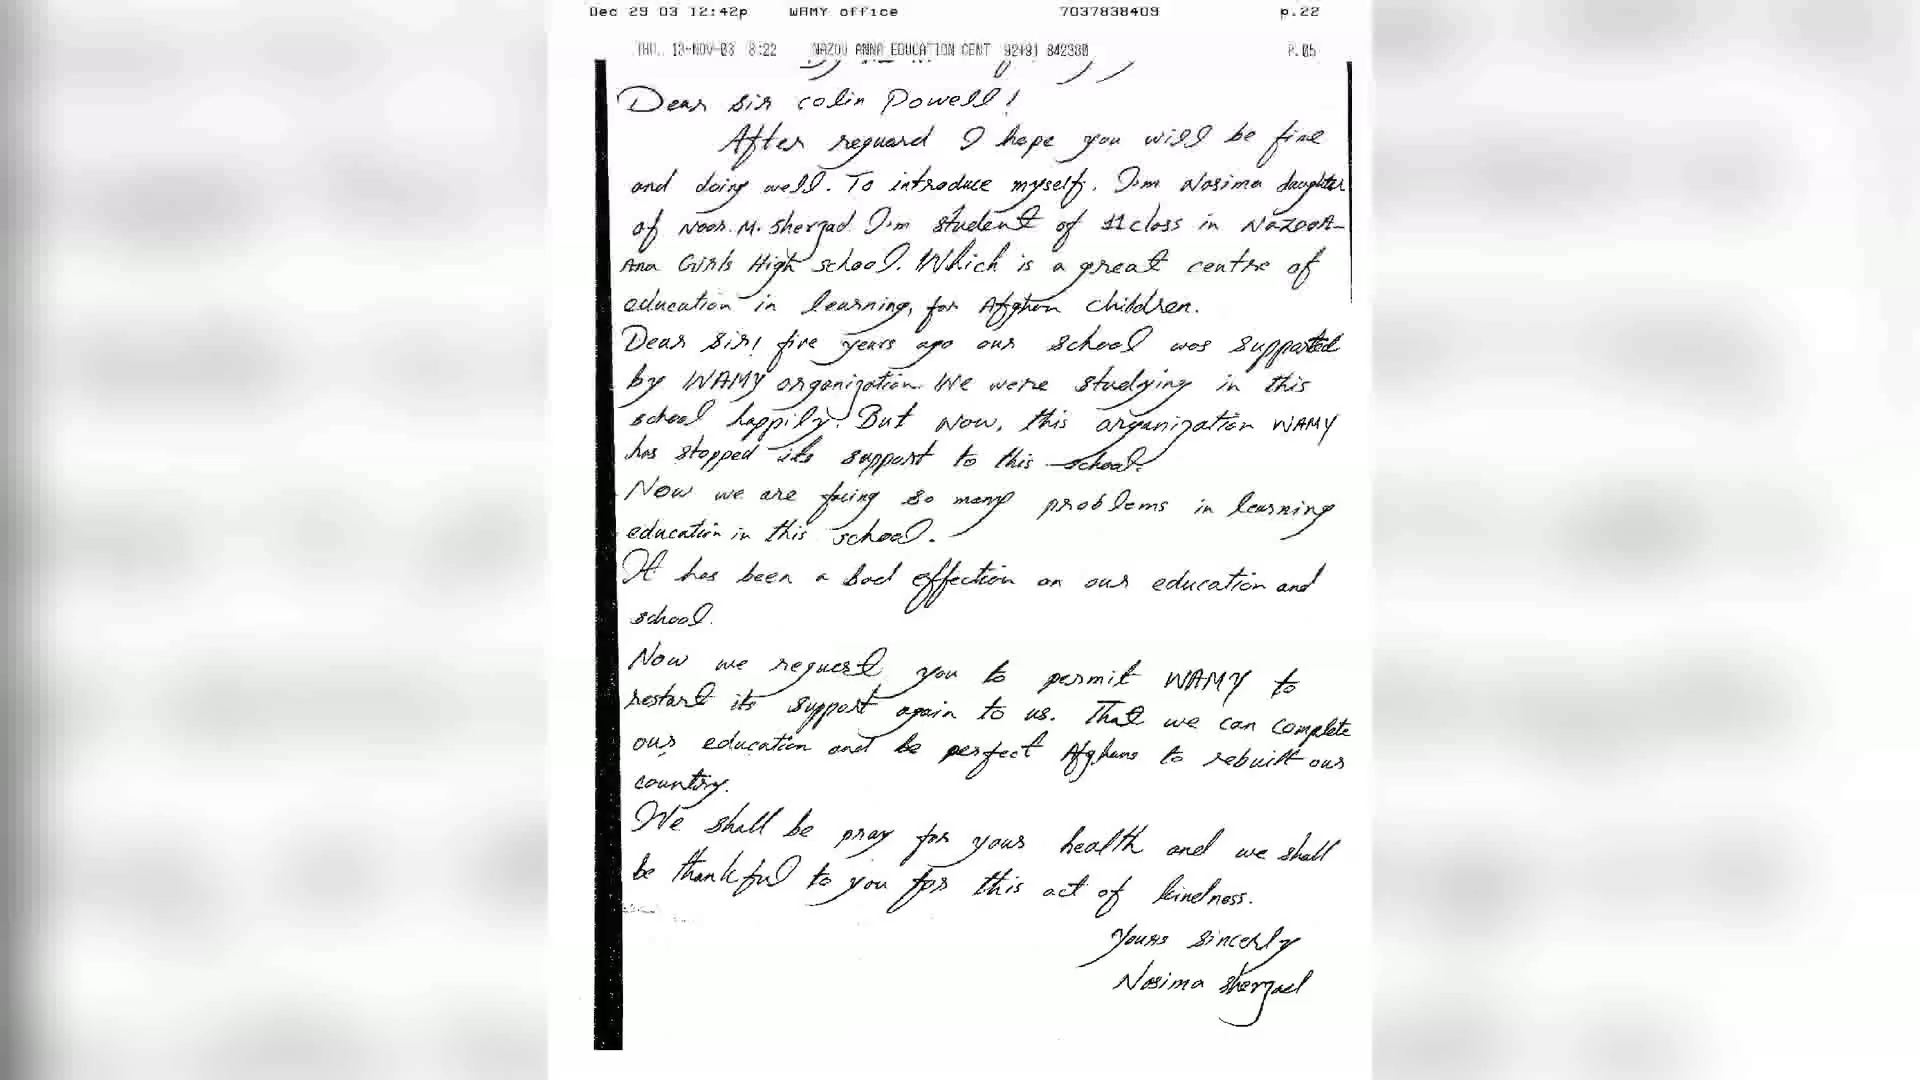 Dec 29 03 12:42p WAMY office 7037838409 p.22
THU, 13-NOV-03 8:22 NAZOU ANNA EDUCATION CENT 92491 842380 P.05
Dear Sir Colin Powell!
After reguard I hope you will be fine
and doing well. To introduce myself. I'm Nasima daughter
of Noor. M. Sherzad I'm student of 11 class in NAZOOA-
Ana Girls High school. Which is a great centre of
education in learning, for Afghan children.
Dear Sir! five years ago our school was supported
by WAMY organization. We were studying in this
school happily. But now, this organization WAMY
has stopped its support to this school.
Now we are facing so many problems in learning
education in this school.
It has been a bad effection on our education and
school.
Now we request you to permit WAMY to
restart its support again to us. That we can complete
our education and be perfect Afghans to rebuilt our
country.
We shall be pray for your health and we shall
be thankful to you for this act of kindness.
Yours sincerly
Nasima Sherzad